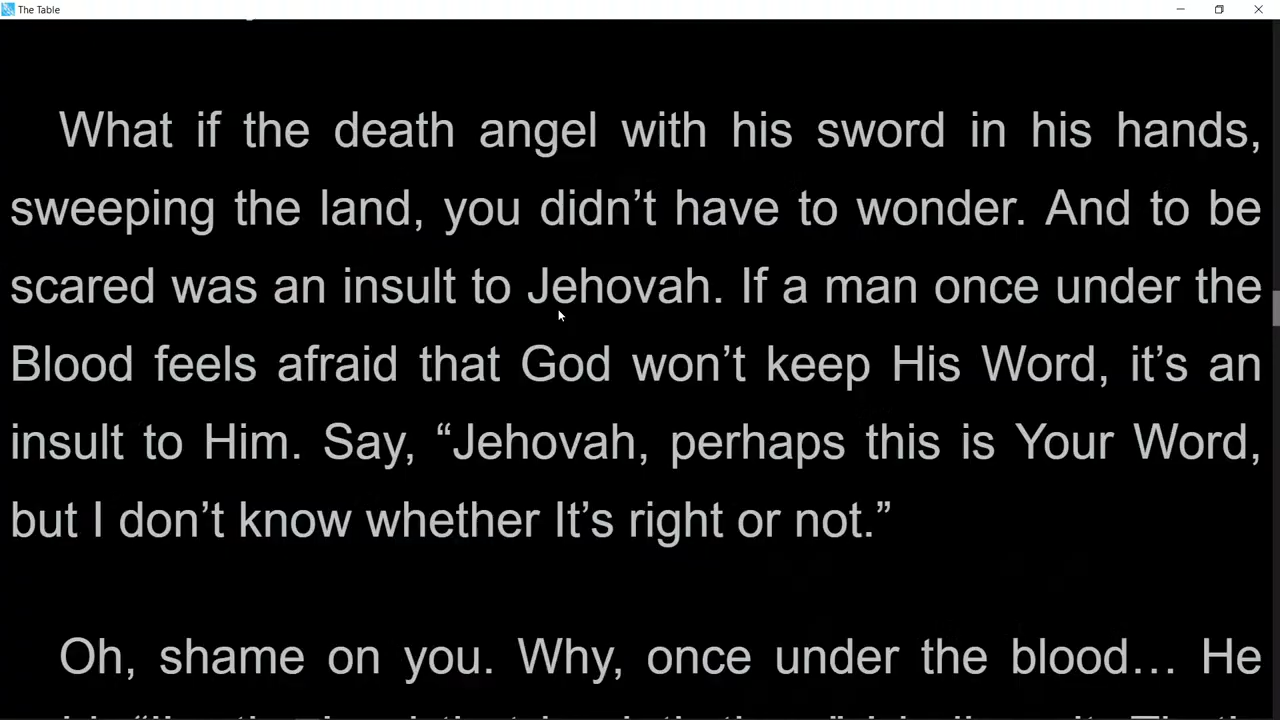 The Table
What if the death angel with his sword in his hands,
sweeping the land, you didn’t have to wonder. And to be
scared was an insult to Jehovah. If a man once under the
Blood feels afraid that God won’t keep His Word, it’s an
insult to Him. Say, “Jehovah, perhaps this is Your Word,
but I don’t know whether It’s right or not.”
Oh, shame on you. Why, once under the blood… He